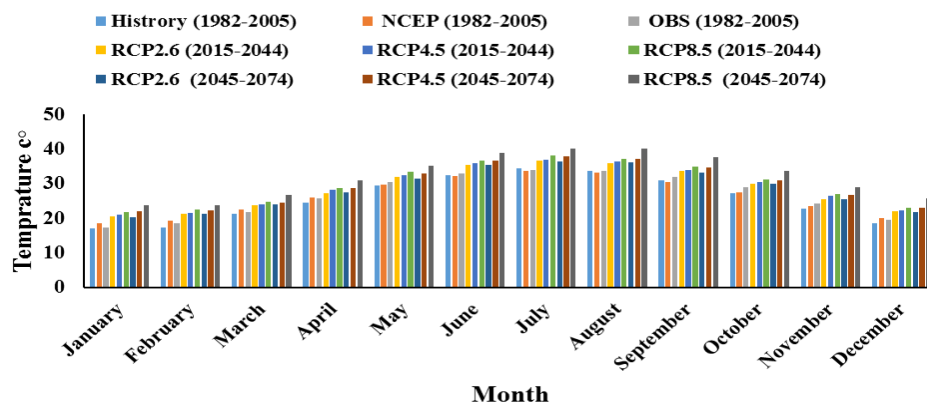 Histrory (1982-2005) NCEP (1982-2005) OBS (1982-2005)
RCP2.6 (2015-2044) RCP4.5 (2015-2044) RCP8.5 (2015-2044)
RCP2.6 (2045-2074) RCP4.5 (2045-2074) RCP8.5 (2045-2074)
Temprature c°
50
40
30
20
10
0
January February March April May June July August September October November December
Month